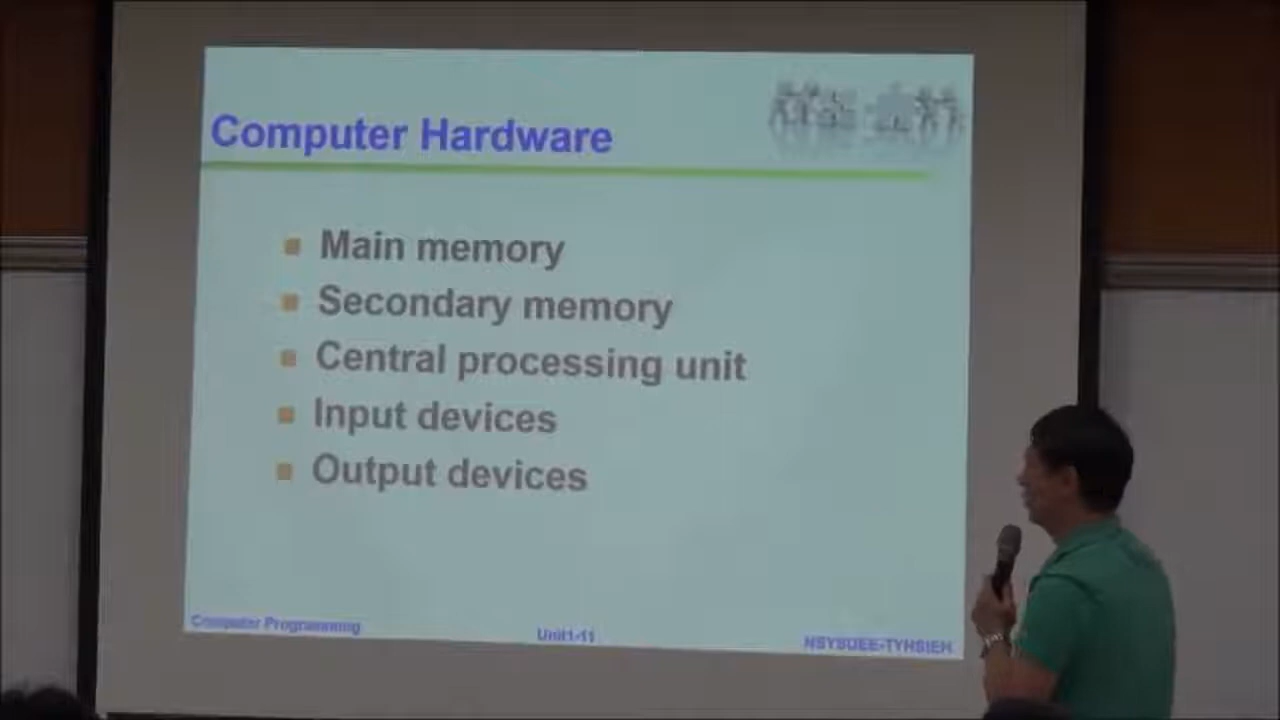 Computer Hardware
Main memory
Secondary memory
Central processing unit
Input devices
Output devices
Computer Programming
Unit1-11
NSYSUEE-TYHSIEH